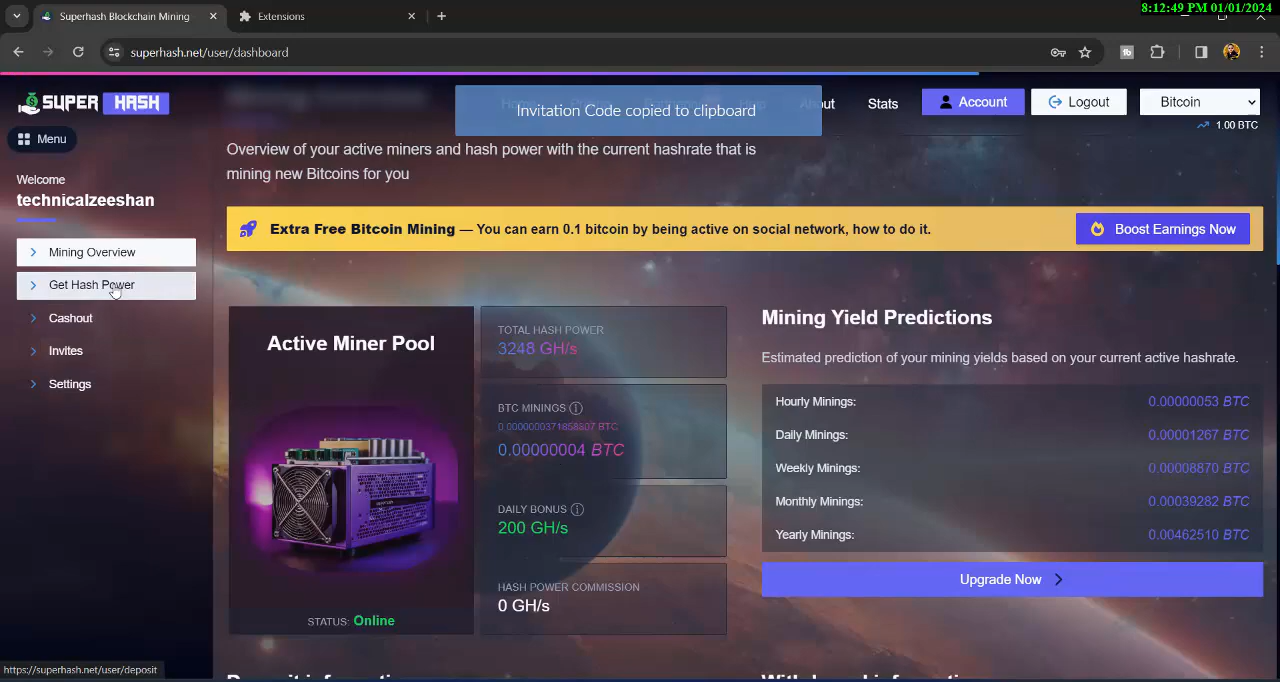 8:12:49 PM 01/01/2024
Superhash Blockchain Mining
Extensions
superhash.net/user/dashboard
SUPER HASH
Invitation Code copied to clipboard
About
Stats
Account
Logout
Bitcoin
1.00 BTC
Menu
Welcome
technicalzeeshan
Mining Overview
Get Hash Power
Cashout
Invites
Settings
Overview of your active miners and hash power with the current hashrate that is
mining new Bitcoins for you
Extra Free Bitcoin Mining — You can earn 0.1 bitcoin by being active on social network, how to do it.
Boost Earnings Now
Active Miner Pool
STATUS: Online
TOTAL HASH POWER
3248 GH/s
BTC MININGS
0.0000000371858807 BTC
0.00000004 BTC
DAILY BONUS
200 GH/s
HASH POWER COMMISSION
0 GH/s
Mining Yield Predictions
Estimated prediction of your mining yields based on your current active hashrate.
Hourly Minings: 0.00000053 BTC
Daily Minings: 0.00001267 BTC
Weekly Minings: 0.00008870 BTC
Monthly Minings: 0.00039282 BTC
Yearly Minings: 0.00462510 BTC
Upgrade Now
https://superhash.net/user/deposit